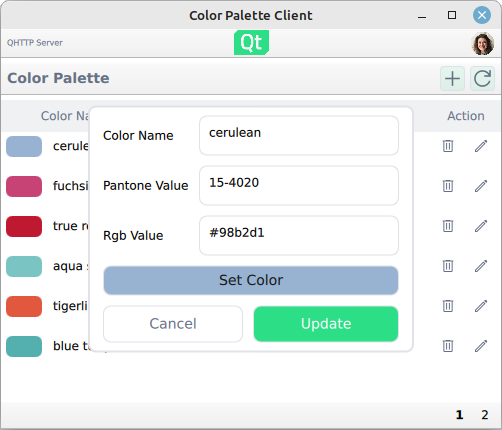 Color Palette Client
QHTTP Server
Qt
Color Palette
Color Na
Action
Color Name
cerulean
cerule
Pantone Value
15-4020
fuchsi
Rgb Value
#98b2d1
true re
aqua s
Set Color
tigerli
Cancel
Update
blue t
1
2